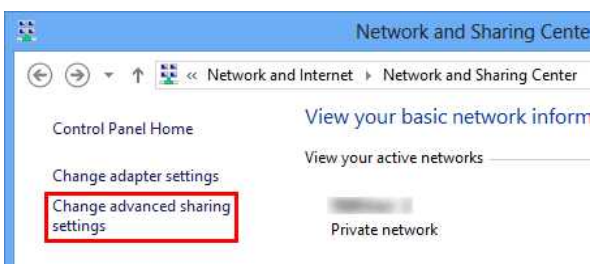 Network and Sharing Cente
« Network and Internet Network and Sharing Center
Control Panel Home
View your basic network inform
View your active networks
Change adapter settings
Change advanced sharing
settings
Private network